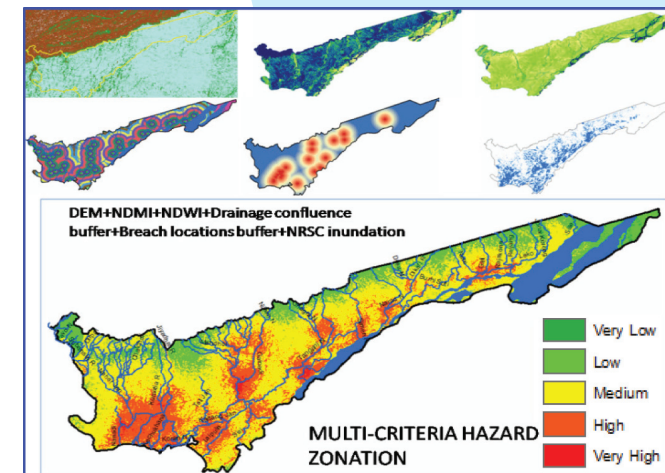 DEM+NDMI+NDWI+Drainage confluence
buffer+Breach locations buffer+NRSC inundation
Very Low
Low
Medium
High
Very High
MULTI-CRITERIA HAZARD
ZONATION